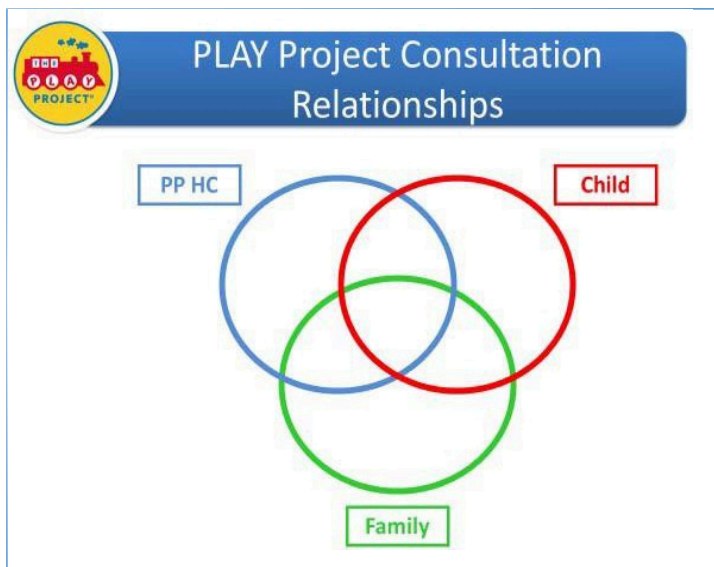 THE
PLAY
PROJECT®
PLAY Project Consultation
Relationships
PP HC
Child
Family